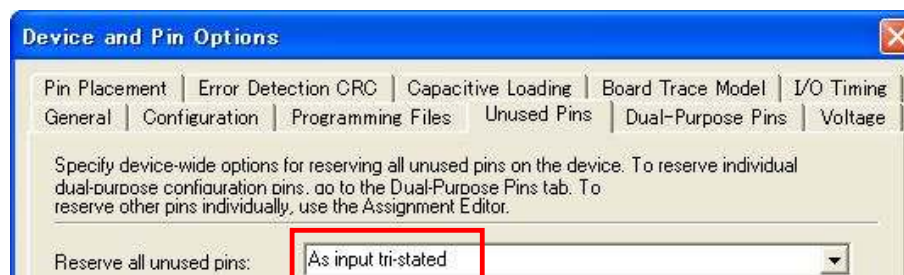 Device and Pin Options
Pin Placement Error Detection CRC Capacitive Loading Board Trace Model I/O Timing
General Configuration Programming Files Unused Pins Dual-Purpose Pins Voltage
Specify device-wide options for reserving all unused pins on the device. To reserve individual
dual-purpose configuration pins, go to the Dual-Purpose Pins tab. To
reserve other pins individually, use the Assignment Editor.
Reserve all unused pins: As input tri-stated